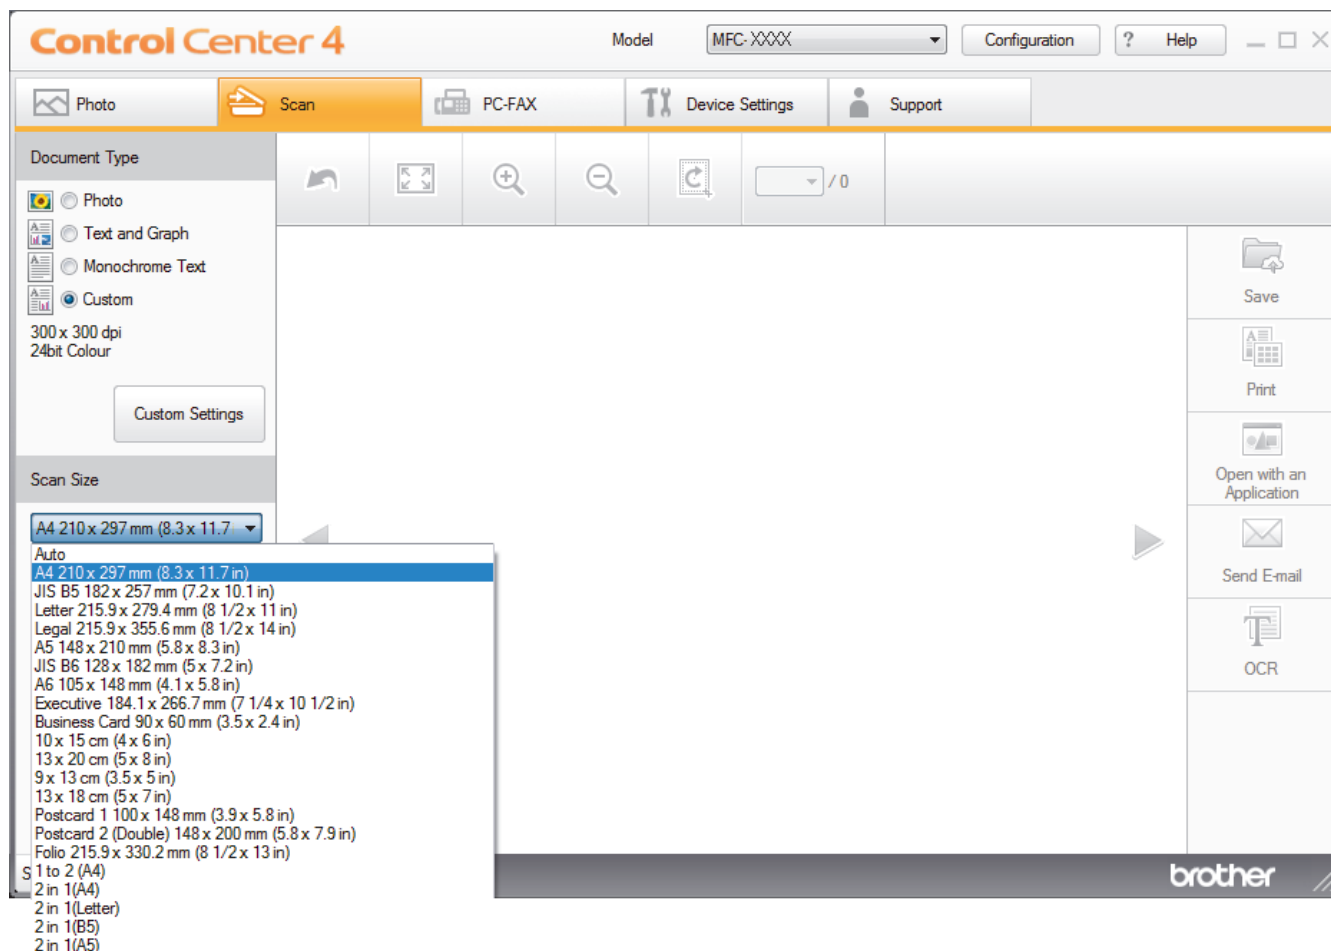 Control Center 4
Model
MFC-XXXX
Configuration
? Help
Photo
Scan
PC-FAX
Device Settings
Support
Document Type
Photo
Text and Graph
Monochrome Text
Custom
300 x 300 dpi
24bit Colour
Custom Settings
Scan Size
A4 210 x 297 mm (8.3 x 11.7
Auto
A4 210 x 297 mm (8.3 x 11.7 in)
JIS B5 182 x 257 mm (7.2 x 10.1 in)
Letter 215.9 x 279.4 mm (8 1/2 x 11 in)
Legal 215.9 x 355.6 mm (8 1/2 x 14 in)
A5 148 x 210 mm (5.8 x 8.3 in)
JIS B6 128 x 182 mm (5 x 7.2 in)
A6 105 x 148 mm (4.1 x 5.8 in)
Executive 184.1 x 266.7 mm (7 1/4 x 10 1/2 in)
Business Card 90 x 60 mm (3.5 x 2.4 in)
10 x 15 cm (4 x 6 in)
13 x 20 cm (5 x 8 in)
9 x 13 cm (3.5 x 5 in)
13 x 18 cm (5 x 7 in)
Postcard 1 100 x 148 mm (3.9 x 5.8 in)
Postcard 2 (Double) 148 x 200 mm (5.8 x 7.9 in)
Folio 215.9 x 330.2 mm (8 1/2 x 13 in)
1 to 2 (A4)
2 in 1(A4)
2 in 1(Letter)
2 in 1(B5)
2 in 1(A5)
/ 0
Save
Print
Open with an
Application
Send E-mail
OCR
brother